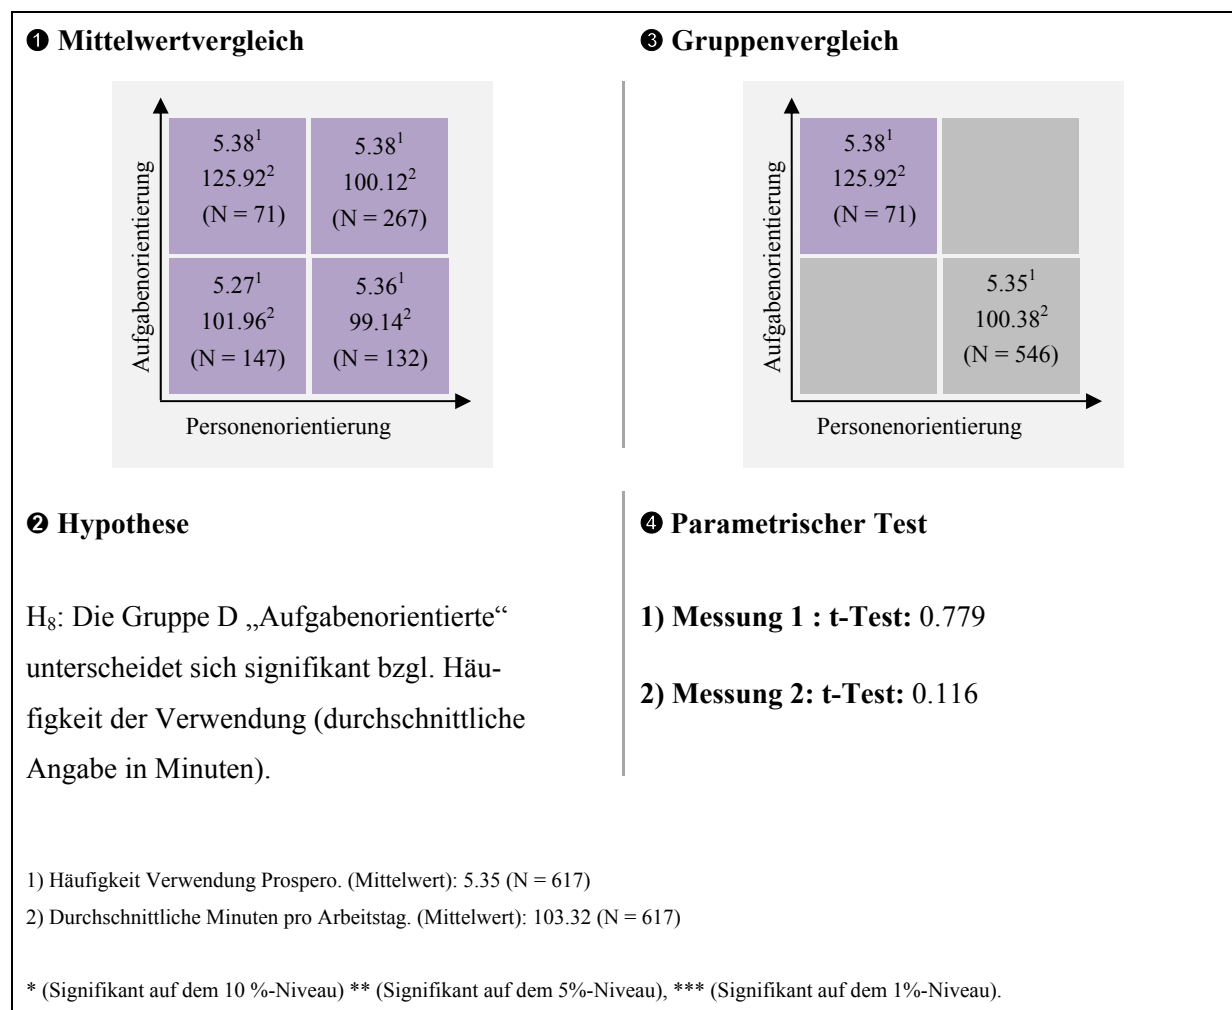 ❶ Mittelwertvergleich
Aufgabenorientierung
5.38¹
125.92²
(N = 71)
5.38¹
100.12²
(N = 267)
5.27¹
101.96²
(N = 147)
5.36¹
99.14²
(N = 132)
Personenorientierung
❸ Gruppenvergleich
Aufgabenorientierung
5.38¹
125.92²
(N = 71)
5.35¹
100.38²
(N = 546)
Personenorientierung
❷ Hypothese
H₈: Die Gruppe D „Aufgabenorientierte“
unterscheidet sich signifikant bzgl. Häu-
figkeit der Verwendung (durchschnittliche
Angabe in Minuten).
❹ Parametrischer Test
1) Messung 1 : t-Test: 0.779
2) Messung 2: t-Test: 0.116
1) Häufigkeit Verwendung Prospero. (Mittelwert): 5.35 (N = 617)
2) Durchschnittliche Minuten pro Arbeitstag. (Mittelwert): 103.32 (N = 617)
* (Signifikant auf dem 10 %-Niveau) ** (Signifikant auf dem 5%-Niveau), *** (Signifikant auf dem 1%-Niveau).